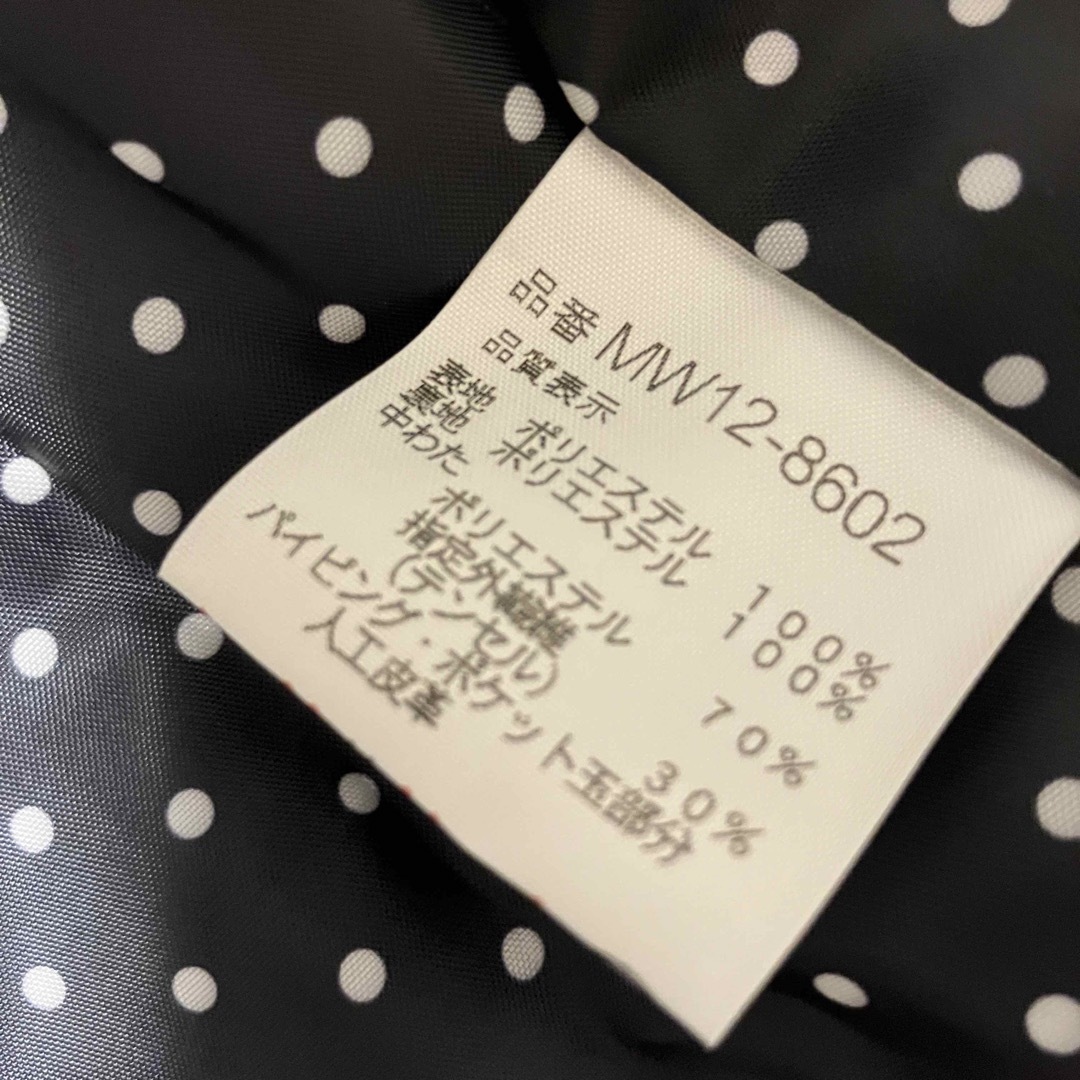 品番 MW12-8602
品質表示
表地 ポリエステル 100%
裏地 ポリエステル 100%
中わた
ポリエステル 70%
指定外繊維
(テンセル) 30%
パイピング・ポケット玉部分
人工皮革